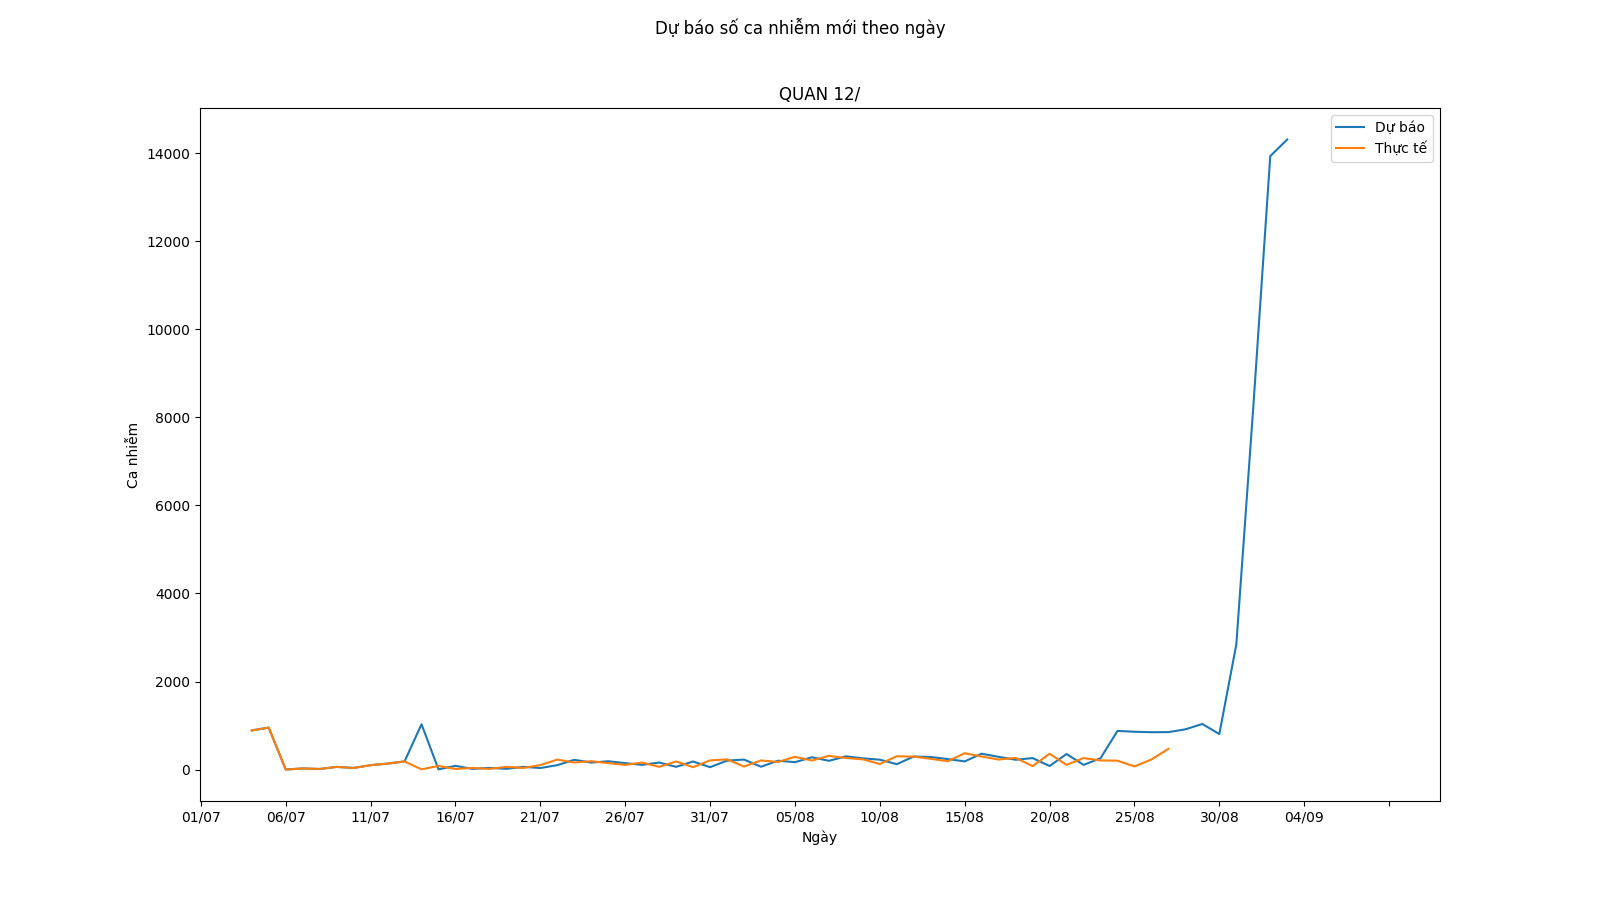 Dự báo số ca nhiễm mới theo ngày
QUAN 12/
Dự báo
Thực tế
14000
12000
10000
8000
6000
4000
2000
0
Ca nhiễm
01/07 06/07 11/07 16/07 21/07 26/07 31/07 05/08 10/08 15/08 20/08 25/08 30/08 04/09
Ngày